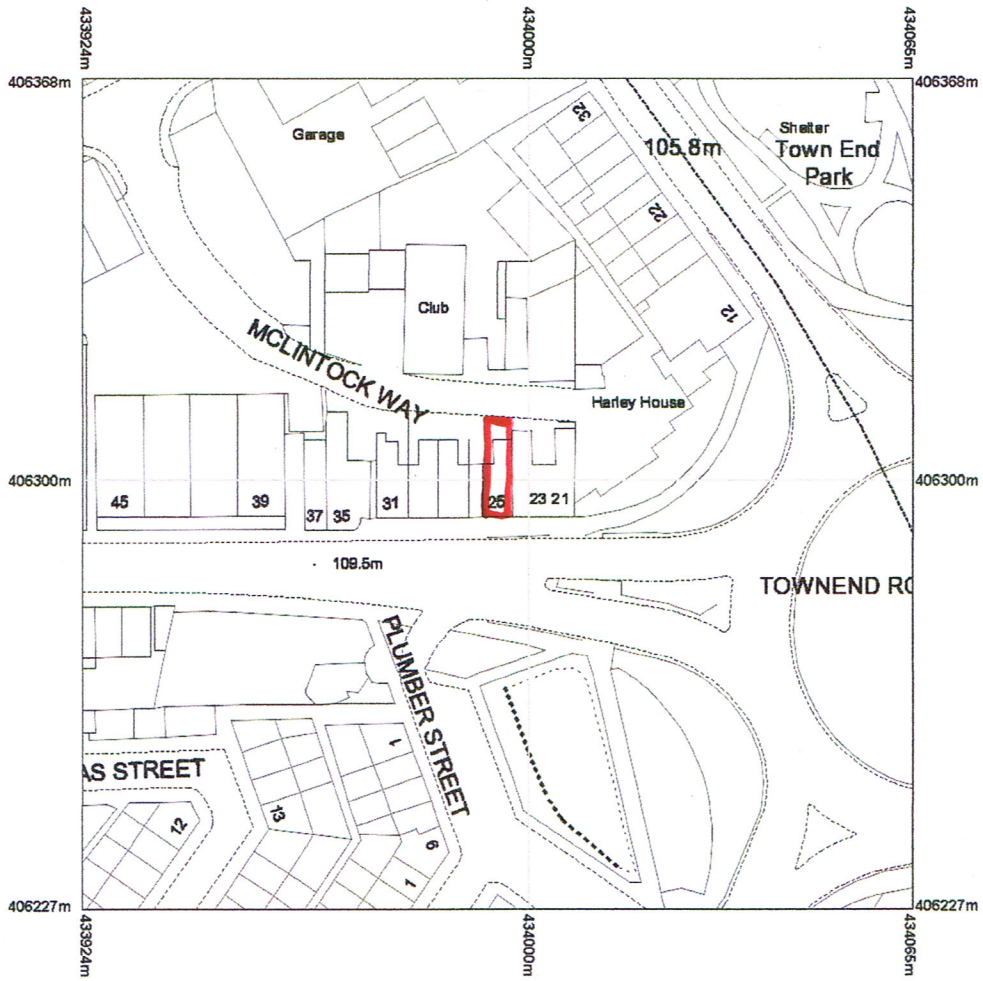 433924m
434000m
434065m
406368m
406368m
Garage
32
105.8m
Shelter
Town End
Park
22
Club
12
MCLINTOCK WAY
Harley House
406300m
406300m
45
39
37
35
31
25
23
21
109.5m
TOWNEND RO
PLUMBER STREET
1
AS STREET
13
12
6
1
406227m
406227m
433924m
434000m
434065m